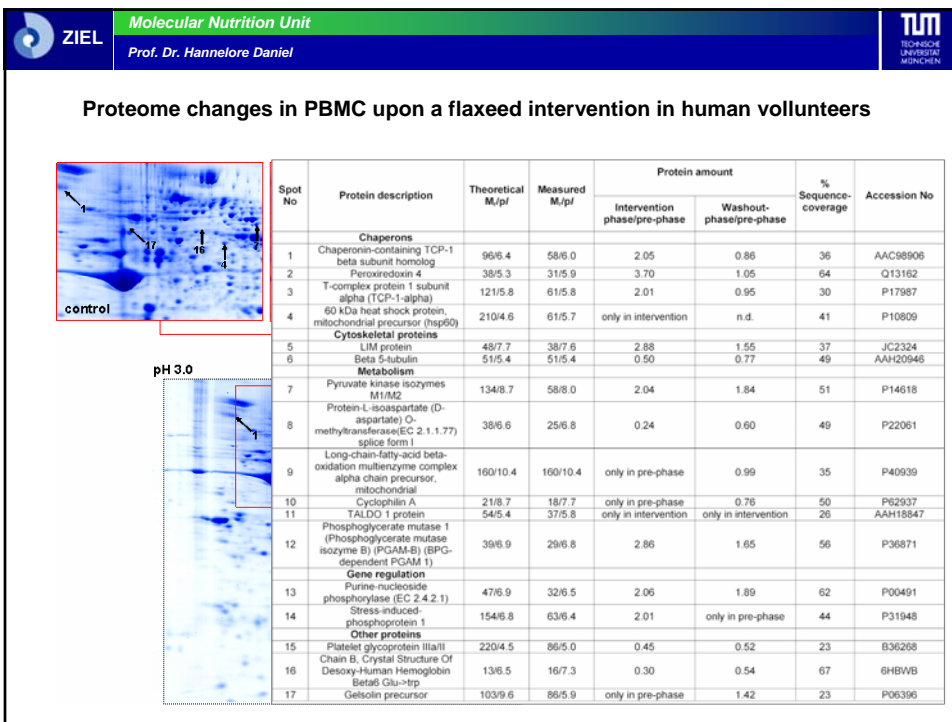 ZIEL
Molecular Nutrition Unit
Prof. Dr. Hannelore Daniel
TUM
TECHNISCHE
UNIVERSITÄT
MÜNCHEN
Proteome changes in PBMC upon a flaxeed intervention in human vollunteers
1
17
16
4
7
control
pH 3.0
1
Spot No | Protein description | Theoretical Mr/pI | Measured Mr/pI | Protein amount | % Sequence-coverage | Accession No
Intervention phase/pre-phase | Washout-phase/pre-phase
Chaperons
1 | Chaperonin-containing TCP-1 beta subunit homolog | 96/6.4 | 58/6.0 | 2.05 | 0.86 | 36 | AAC98906
2 | Peroxiredoxin 4 | 38/5.3 | 31/5.9 | 3.70 | 1.05 | 64 | Q13162
3 | T-complex protein 1 subunit alpha (TCP-1-alpha) | 121/5.8 | 61/5.8 | 2.01 | 0.95 | 30 | P17987
4 | 60 kDa heat shock protein, mitochondrial precursor (hsp60) | 210/4.6 | 61/5.7 | only in intervention | n.d. | 41 | P10809
Cytoskeletal proteins
5 | LIM protein | 48/7.7 | 38/7.6 | 2.88 | 1.55 | 37 | JC2324
6 | Beta 5-tubulin | 51/5.4 | 51/5.4 | 0.50 | 0.77 | 49 | AAH20946
Metabolism
7 | Pyruvate kinase isozymes M1/M2 | 134/8.7 | 58/8.0 | 2.04 | 1.84 | 51 | P14618
8 | Protein-L-isoaspartate (D-aspartate) O-methyltransferase(EC 2.1.1.77) splice form I | 38/6.6 | 25/6.8 | 0.24 | 0.60 | 49 | P22061
9 | Long-chain-fatty-acid beta-oxidation multienzyme complex alpha chain precursor, mitochondrial | 160/10.4 | 160/10.4 | only in pre-phase | 0.99 | 35 | P40939
10 | Cyclophilin A | 21/8.7 | 18/7.7 | only in pre-phase | 0.76 | 50 | P62937
11 | TALDO 1 protein | 54/5.4 | 37/5.8 | only in intervention | only in intervention | 26 | AAH18847
12 | Phosphoglycerate mutase 1 (Phosphoglycerate mutase isozyme B) (PGAM-B) (BPG-dependent PGAM 1) | 39/6.9 | 29/6.8 | 2.86 | 1.65 | 56 | P36871
Gene regulation
13 | Purine-nucleoside phosphorylase (EC 2.4.2.1) | 47/6.9 | 32/6.5 | 2.06 | 1.89 | 62 | P00491
14 | Stress-induced-phosphoprotein 1 | 154/6.8 | 63/6.4 | 2.01 | only in pre-phase | 44 | P31948
Other proteins
15 | Platelet glycoprotein IIIa/II | 220/4.5 | 86/5.0 | 0.45 | 0.52 | 23 | B36268
16 | Chain B, Crystal Structure Of Desoxy-Human Hemoglobin Beta6 Glu->trp | 13/6.5 | 16/7.3 | 0.30 | 0.54 | 67 | 6HBWB
17 | Gelsolin precursor | 103/9.6 | 86/5.9 | only in pre-phase | 1.42 | 23 | P06396